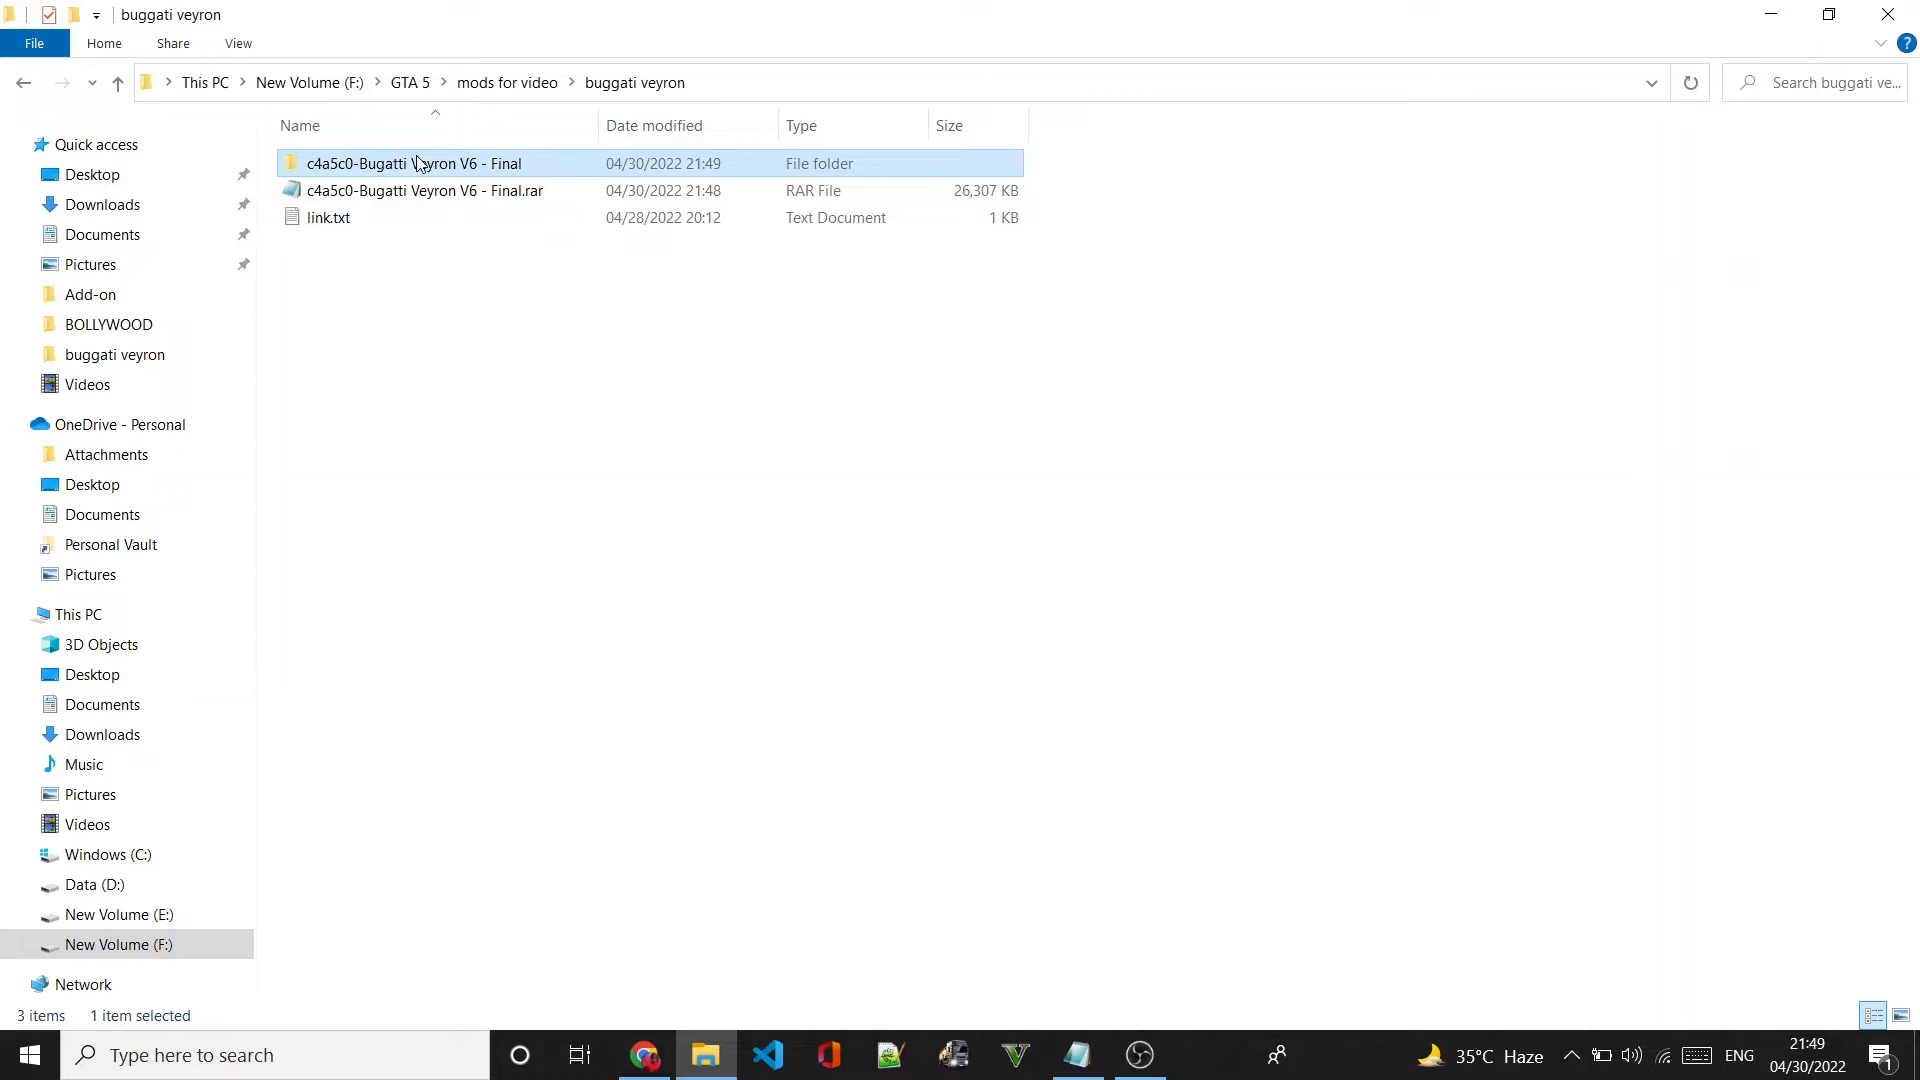 buggati veyron
File Home Share View
This PC New Volume (F:) GTA 5 mods for video buggati veyron
Search buggati ve...
Name Date modified Type Size
c4a5c0-Bugatti Veyron V6 - Final 04/30/2022 21:49 File folder
c4a5c0-Bugatti Veyron V6 - Final.rar 04/30/2022 21:48 RAR File 26,307 KB
link.txt 04/28/2022 20:12 Text Document 1 KB
Quick access
Desktop
Downloads
Documents
Pictures
Add-on
BOLLYWOOD
buggati veyron
Videos
OneDrive - Personal
Attachments
Desktop
Documents
Personal Vault
Pictures
This PC
3D Objects
Desktop
Documents
Downloads
Music
Pictures
Videos
Windows (C:)
Data (D:)
New Volume (E:)
New Volume (F:)
Network
3 items 1 item selected
Type here to search
35°C Haze
ENG
21:49
04/30/2022
1